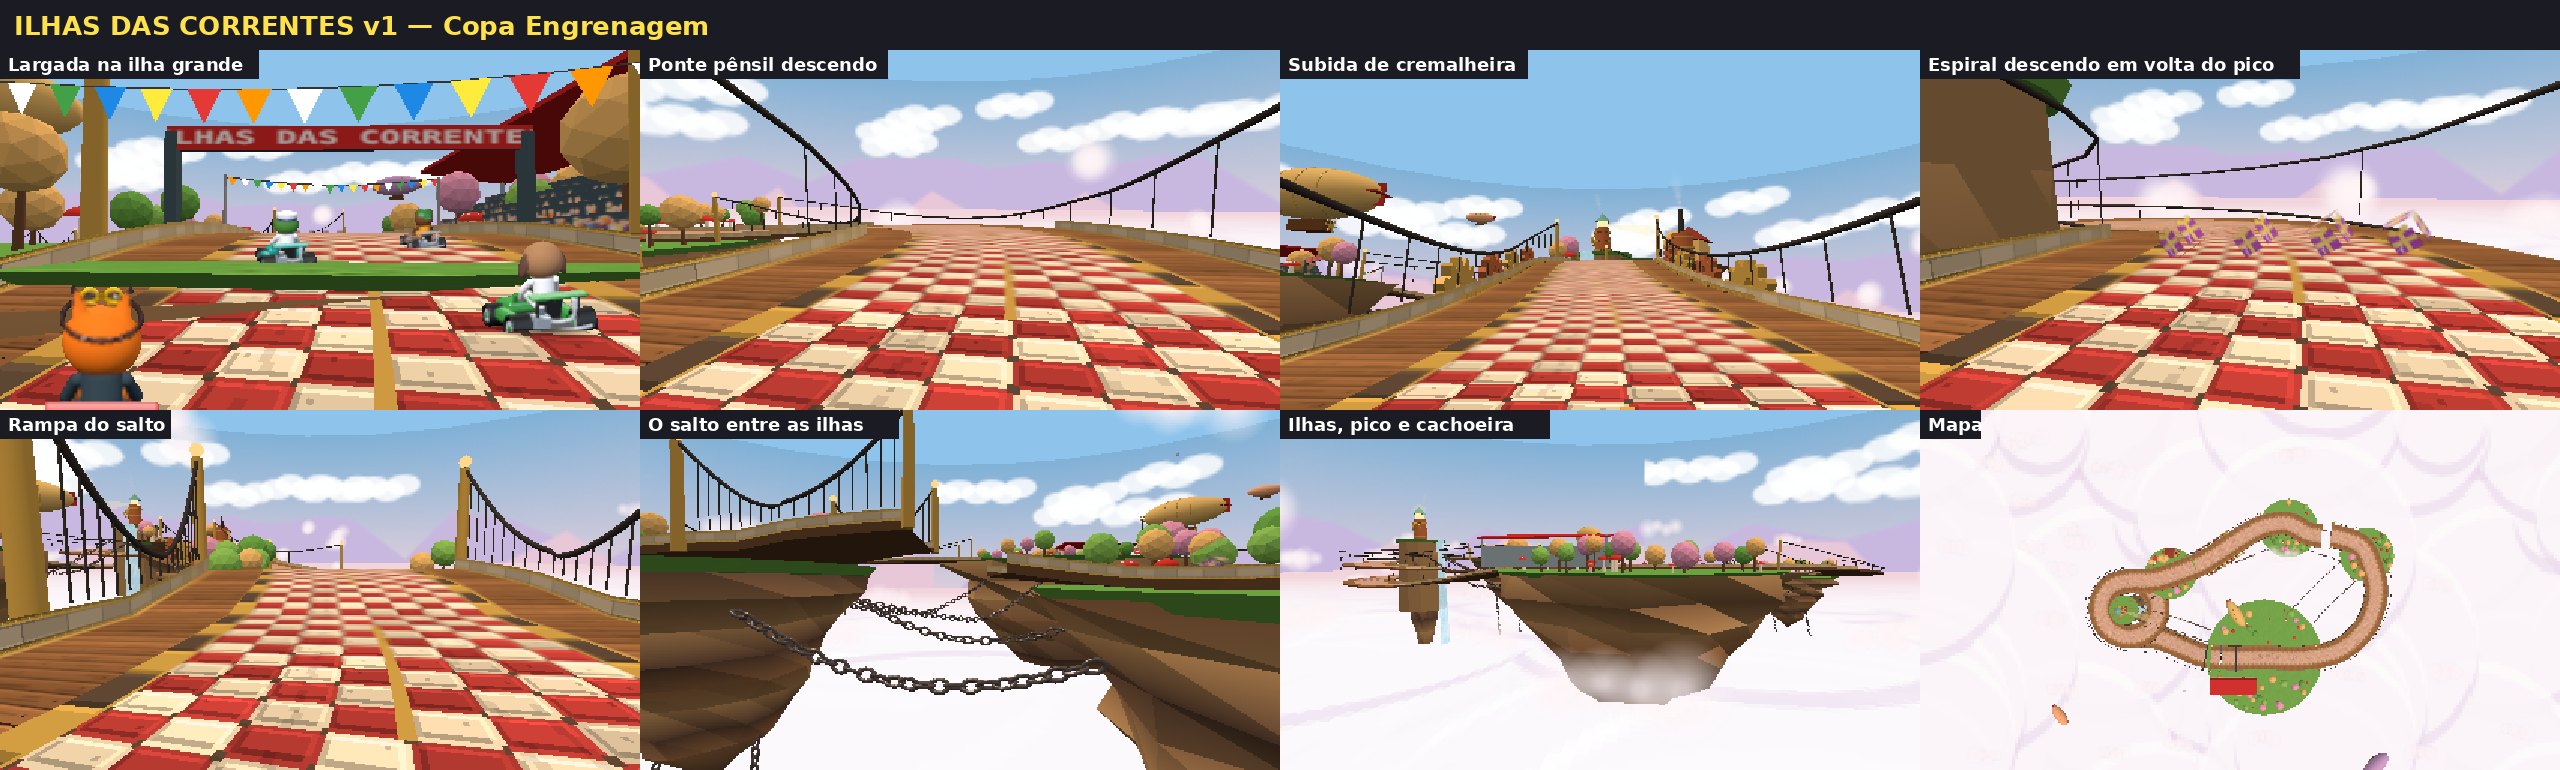 ILHAS DAS CORRENTES v1 — Copa Engrenagem
Largada na ilha grande
Ponte pênsil descendo
Subida de cremalheira
Espiral descendo em volta do pico
LHAS DAS CORRENTE
Rampa do salto
O salto entre as ilhas
Ilhas, pico e cachoeira
Mapa